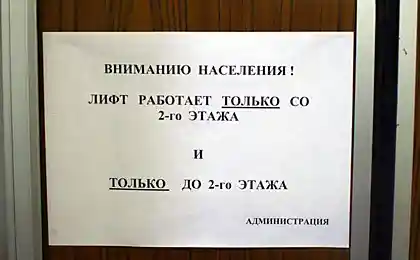 ВНИМАНИЮ НАСЕЛЕНИЯ !
ЛИФТ РАБОТАЕТ ТОЛЬКО СО
2-го ЭТАЖА
И
ТОЛЬКО ДО 2-го ЭТАЖА
АДМИНИСТРАЦИЯ